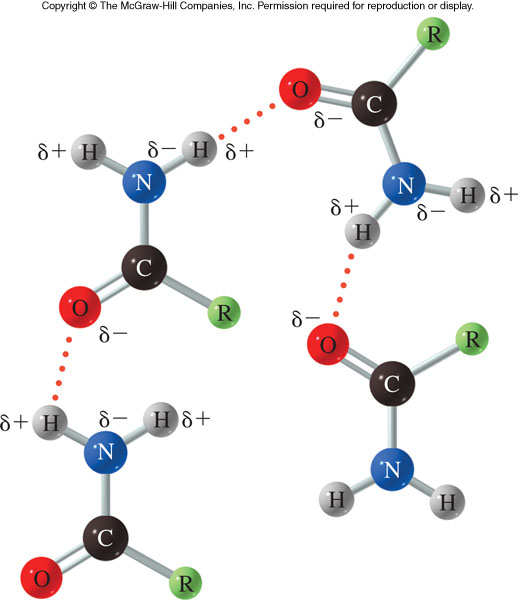 Copyright © The McGraw-Hill Companies, Inc. Permission required for reproduction or display.
R
O
C
δ−
δ+ H δ− H δ+
N
N H δ+
δ+ δ−
H
C
O R
δ−
δ−
O R
C
δ+ H δ− H δ+
N
N
H H
C
O R